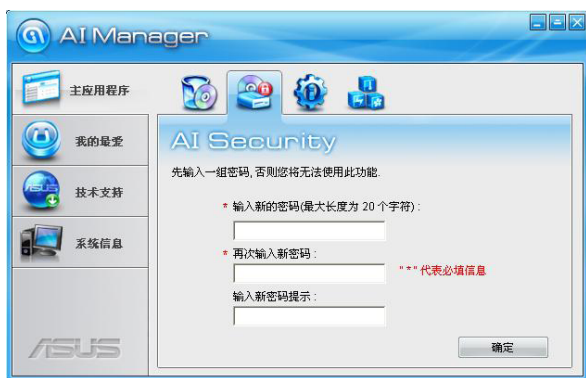 AI Manager
主应用程序
我的最爱
技术支持
系统信息
ASUS
AI Security
先输入一组密码,否则您将无法使用此功能.
* 输入新的密码(最大长度为 20 个字符) :
* 再次输入新密码 :
"*" 代表必填信息
输入新密码提示 :
确定